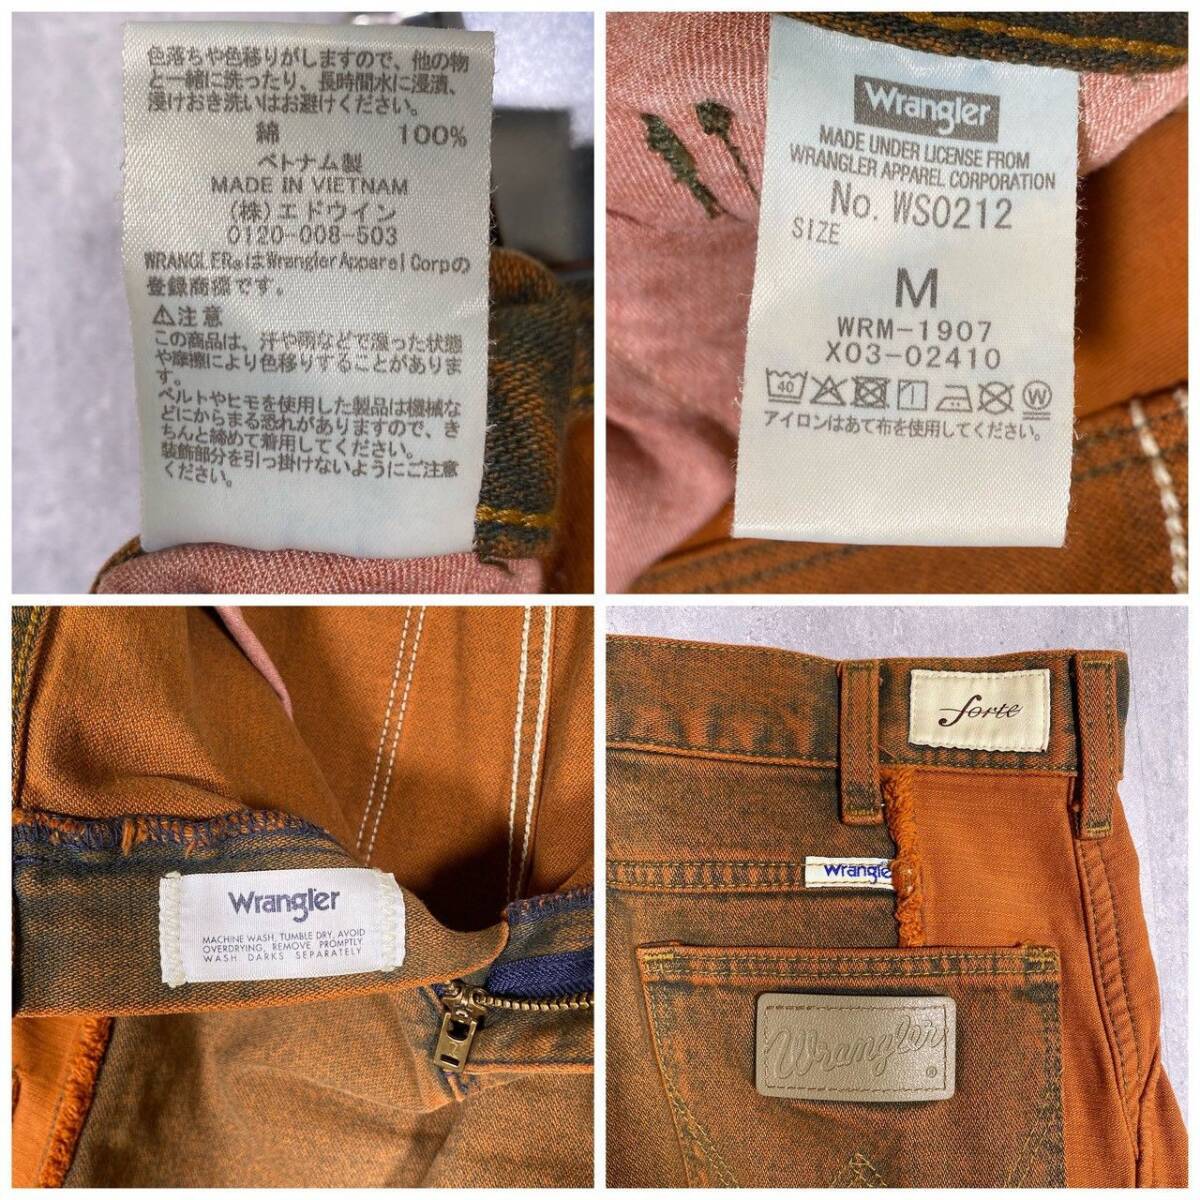 色落ちや色移りがしますので、他の物
と一緒に洗ったり、長時間水に浸漬、
浸けおき洗いはお避けください。
綿 100%
ベトナム製
MADE IN VIETNAM
(株)エドウイン
0120-008-503
WRANGLER®はWrangler Apparel Corpの
登録商標です。
⚠注意
この商品は、汗や雨などで湿った状態
や摩擦により色移りすることがありま
す。
ベルトやヒモを使用した製品は機械な
どにからまる恐れがありますので、き
ちんと締めて着用してください。
装飾部分を引っ掛けないようにご注意
ください。
Wrangler
MADE UNDER LICENSE FROM
WRANGLER APPAREL CORPORATION
No. WS0212
SIZE
M
WRM-1907
X03-02410
40 W
アイロンはあて布を使用してください。
Wrangler
MACHINE WASH, TUMBLE DRY, AVOID
OVERDRYING, REMOVE PROMPTLY
WASH DARKS SEPARATELY
forte
Wrangle
Wrangler®